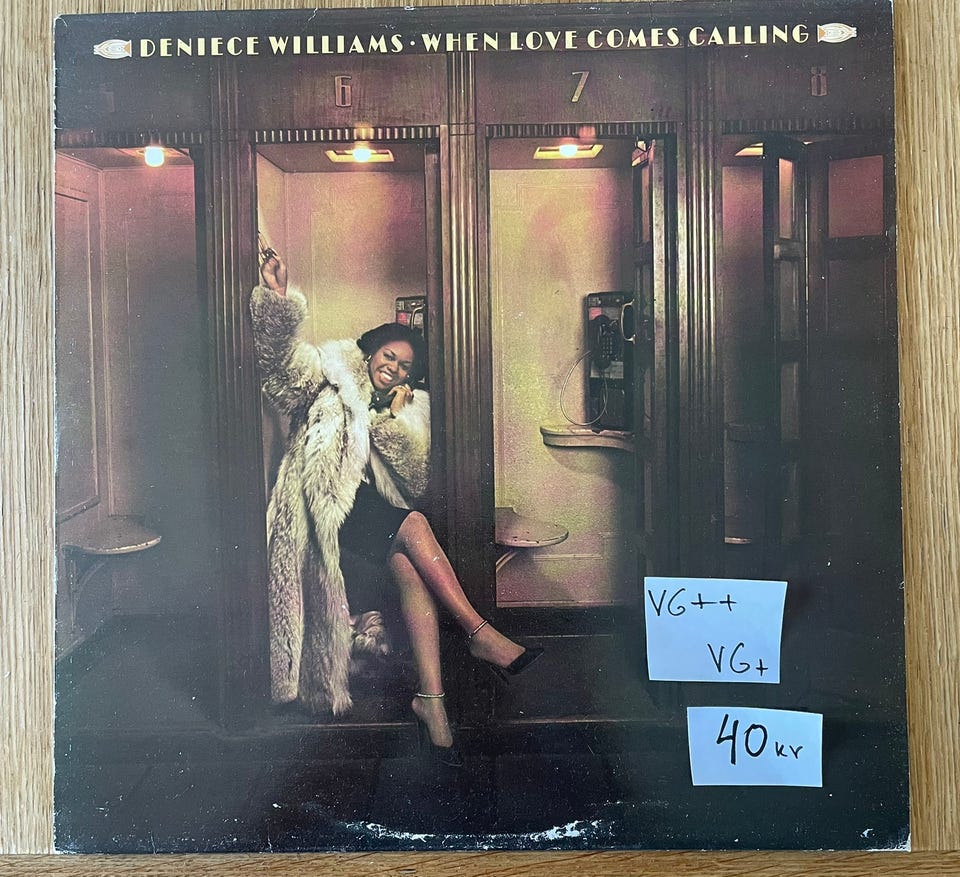 DENIECE WILLIAMS · WHEN LOVE COMES CALLING
6 7 8
VG++
VG+
40 kr